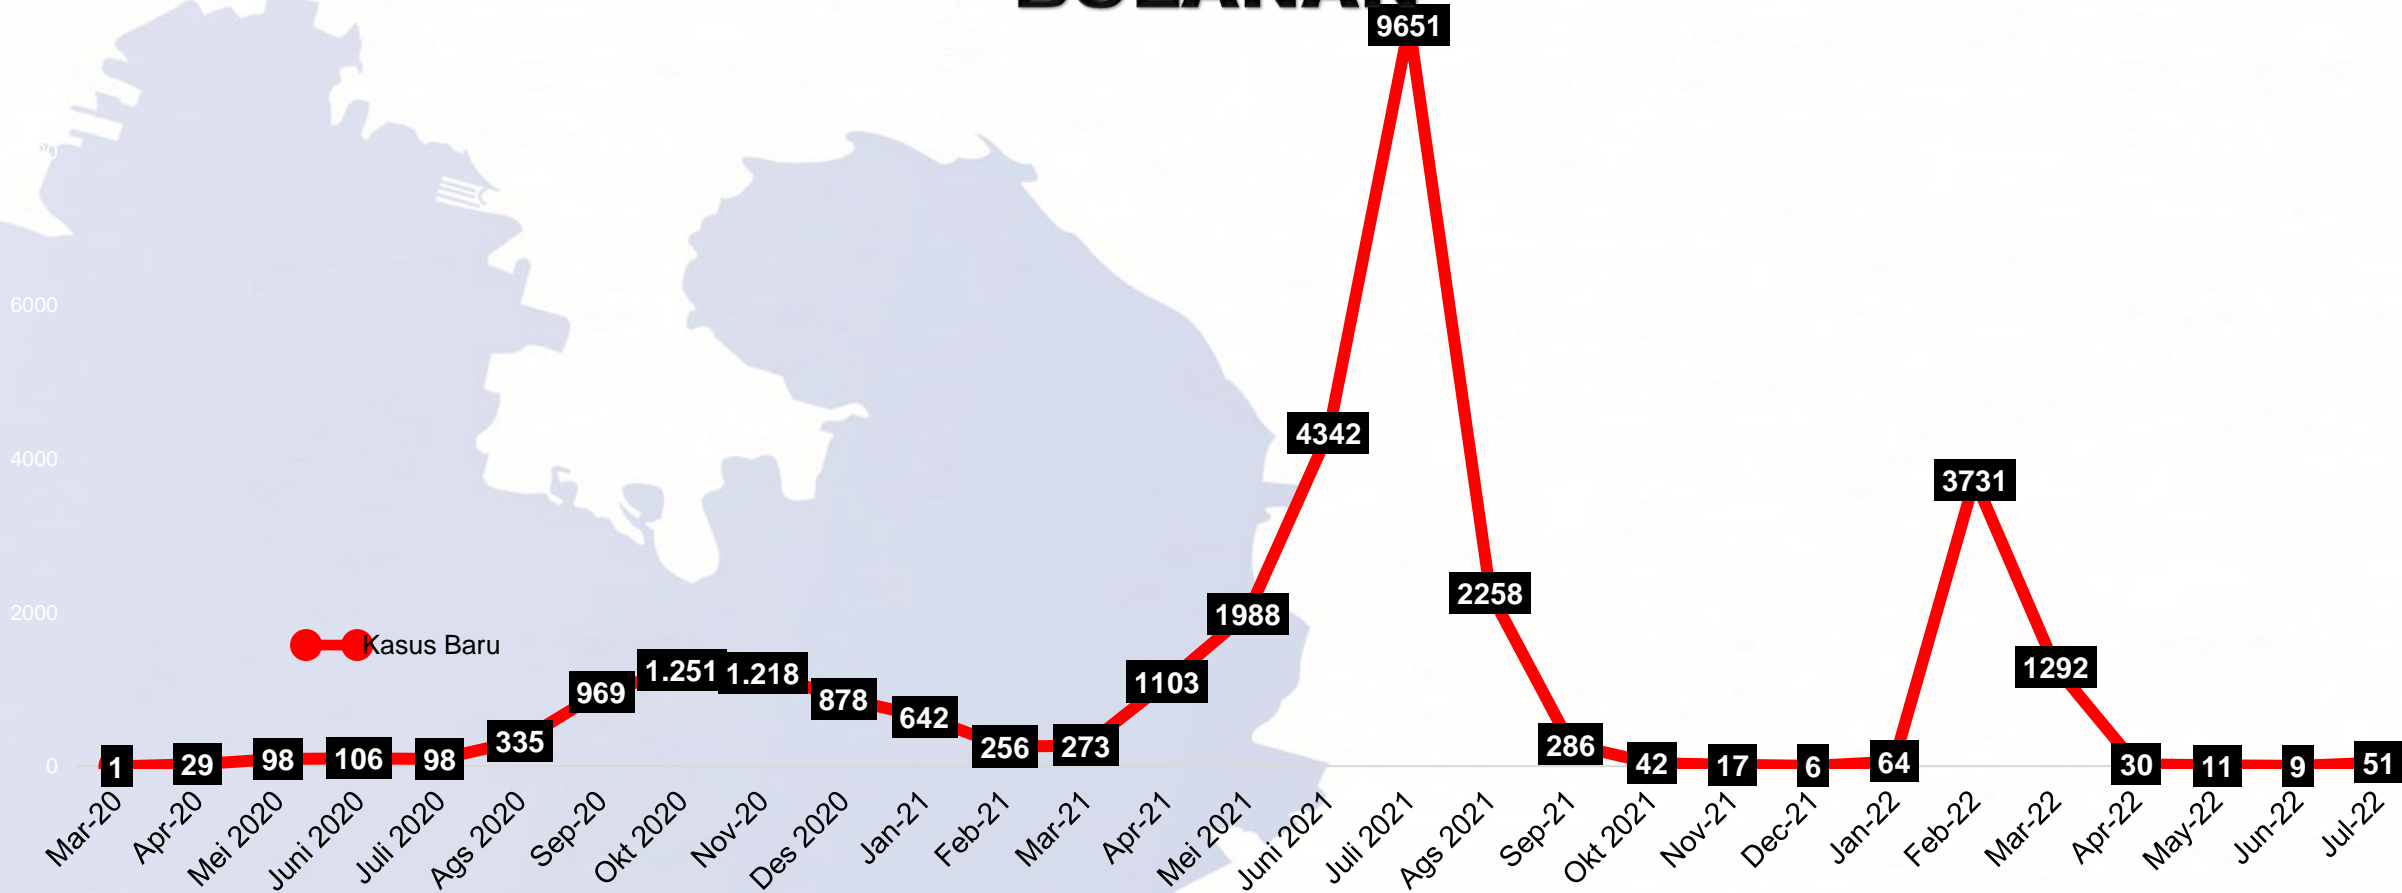 9651
6000
4342
4000
3731
2258
2000
1988
Kasus Baru
1292
1103
1.251
1.218
969
878
642
335
256
273
286
1
29
98
106
98
42
17
6
64
30
11
9
51
0
Mar-20
Apr-20
Mei 2020
Juni 2020
Juli 2020
Ags 2020
Sep-20
Okt 2020
Nov-20
Des 2020
Jan-21
Feb-21
Mar-21
Apr-21
Mei 2021
Juni 2021
Juli 2021
Ags 2021
Sep-21
Okt 2021
Nov-21
Dec-21
Jan-22
Feb-22
Mar-22
Apr-22
May-22
Jun-22
Jul-22